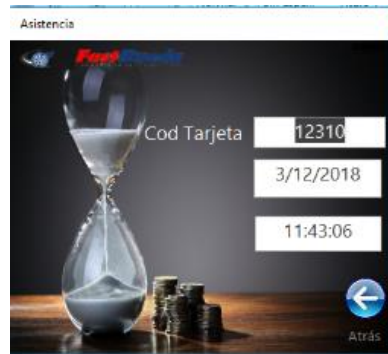 Asistencia
Cod Tarjeta 12310
3/12/2018
11:43:06
Atrás